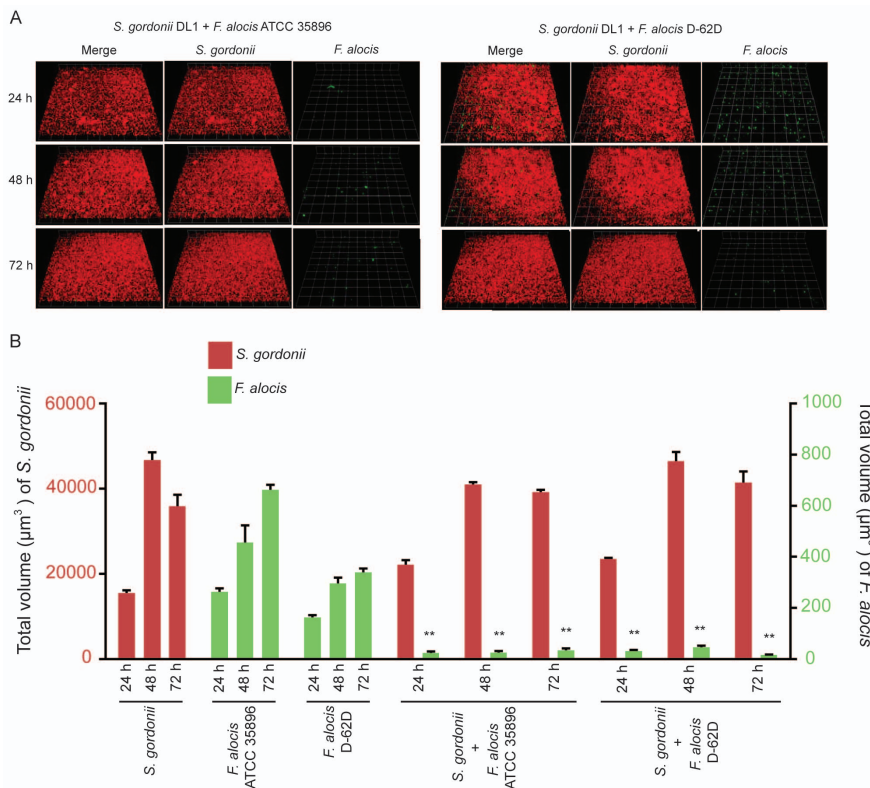 A
S. gordonii DL1 + F. alocis ATCC 35896
S. gordonii DL1 + F. alocis D-62D
Merge S. gordonii F. alocis
Merge S. gordonii F. alocis
24 h
48 h
72 h
B
S. gordonii
F. alocis
Total volume (µm³ ) of S. gordonii
60000
40000
20000
0
1000
800
600
400
200
0
Total volume (µm³ ) of F. alocis
** ** ** ** ** **
24 h 48 h 72 h 24 h 48 h 72 h 24 h 48 h 72 h 24 h 48 h 72 h 24 h 48 h 72 h
S. gordonii
F. alocis
ATCC 35896
F. alocis
D-62D
S. gordonii
+
F. alocis
ATCC 35896
S. gordonii
+
F. alocis
D-62D